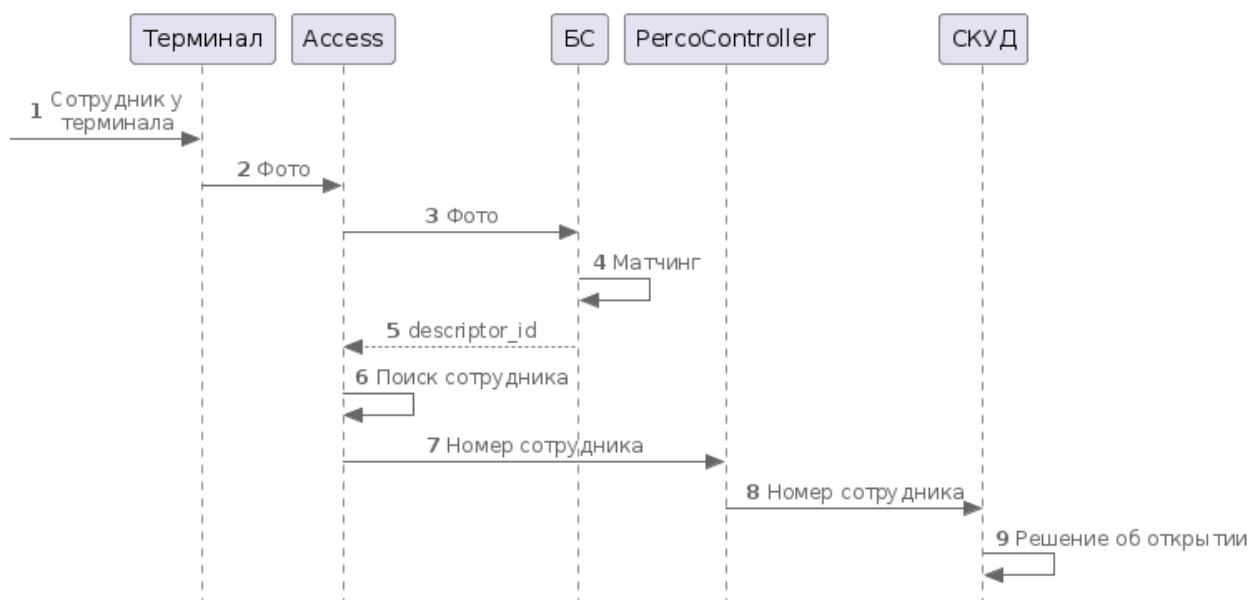 Терминал Access БС PercoController СКУД
1 Сотрудник у
терминала
2 Фото
3 Фото
4 Матчинг
5 descriptor_id
6 Поиск сотрудника
7 Номер сотрудника
8 Номер сотрудника
9 Решение об открытии